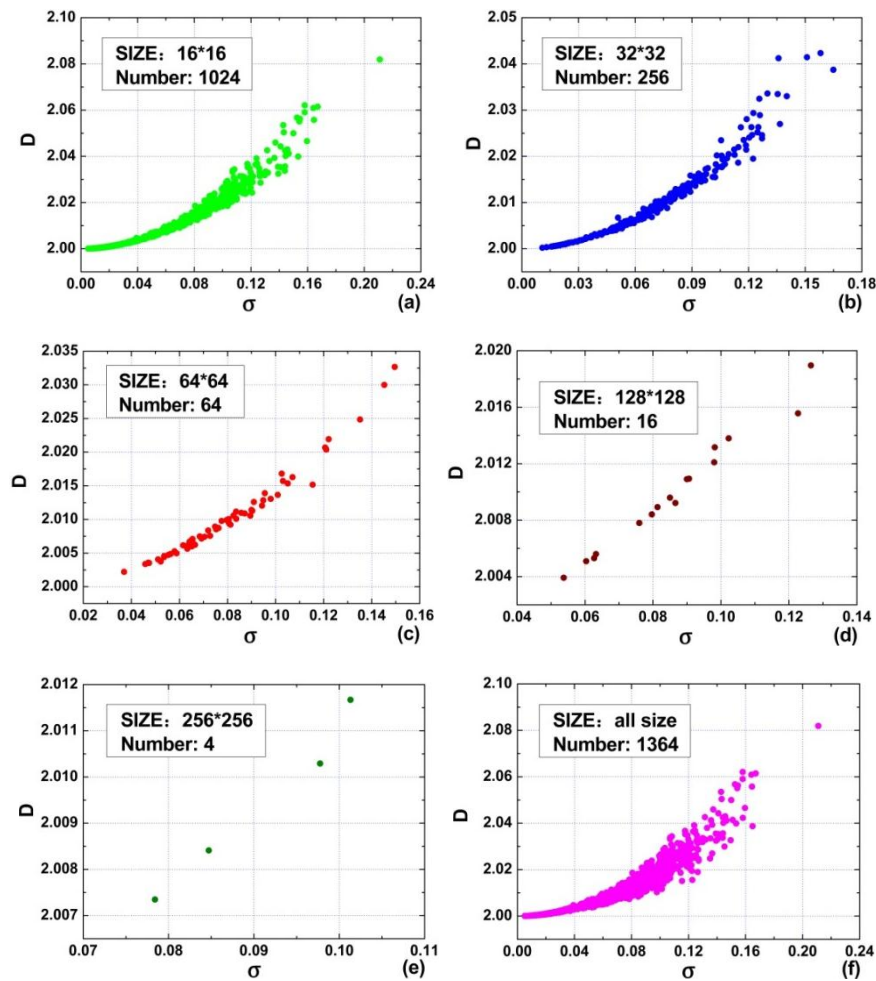 2.10
2.08
2.06
2.04
2.02
2.00
D
SIZE: 16*16
Number: 1024
0.00 0.04 0.08 0.12 0.16 0.20 0.24
σ
(a)
2.05
2.04
2.03
2.02
2.01
2.00
D
SIZE: 32*32
Number: 256
0.00 0.03 0.06 0.09 0.12 0.15 0.18
σ
(b)
2.035
2.030
2.025
2.020
2.015
2.010
2.005
2.000
D
SIZE: 64*64
Number: 64
0.02 0.04 0.06 0.08 0.10 0.12 0.14 0.16
σ
(c)
2.020
2.016
2.012
2.008
2.004
D
SIZE: 128*128
Number: 16
0.04 0.06 0.08 0.10 0.12 0.14
σ
(d)
2.012
2.011
2.010
2.009
2.008
2.007
D
SIZE: 256*256
Number: 4
0.07 0.08 0.09 0.10 0.11
σ
(e)
2.10
2.08
2.06
2.04
2.02
2.00
D
SIZE: all size
Number: 1364
0.00 0.04 0.08 0.12 0.16 0.20 0.24
σ
(f)